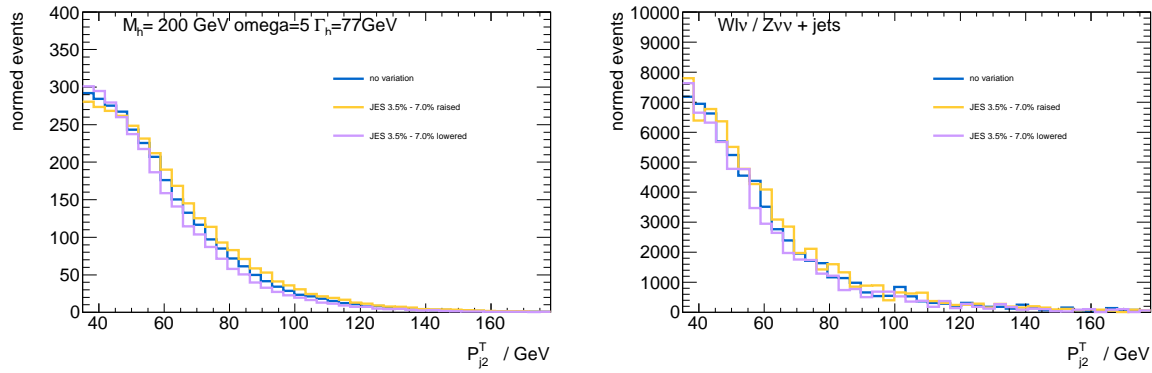 M_h= 200 GeV omega=5 Γ_h=77GeV
normed events
400
350
300
250
200
150
100
50
0
no variation
JES 3.5% - 7.0% raised
JES 3.5% - 7.0% lowered
40 60 80 100 120 140 160
P^T_j2 / GeV
Wlν / Zνν + jets
normed events
10000
9000
8000
7000
6000
5000
4000
3000
2000
1000
0
no variation
JES 3.5% - 7.0% raised
JES 3.5% - 7.0% lowered
40 60 80 100 120 140 160
P^T_j2 / GeV